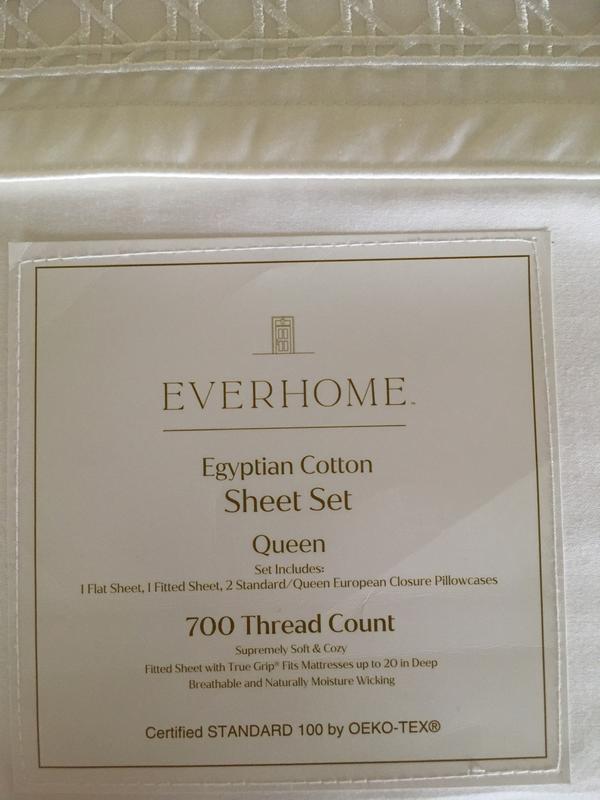 EVERHOME™
Egyptian Cotton
Sheet Set
Queen
Set Includes:
1 Flat Sheet, 1 Fitted Sheet, 2 Standard/Queen European Closure Pillowcases
700 Thread Count
Supremely Soft & Cozy
Fitted Sheet with True Grip® Fits Mattresses up to 20 in Deep
Breathable and Naturally Moisture Wicking
Certified STANDARD 100 by OEKO-TEX®